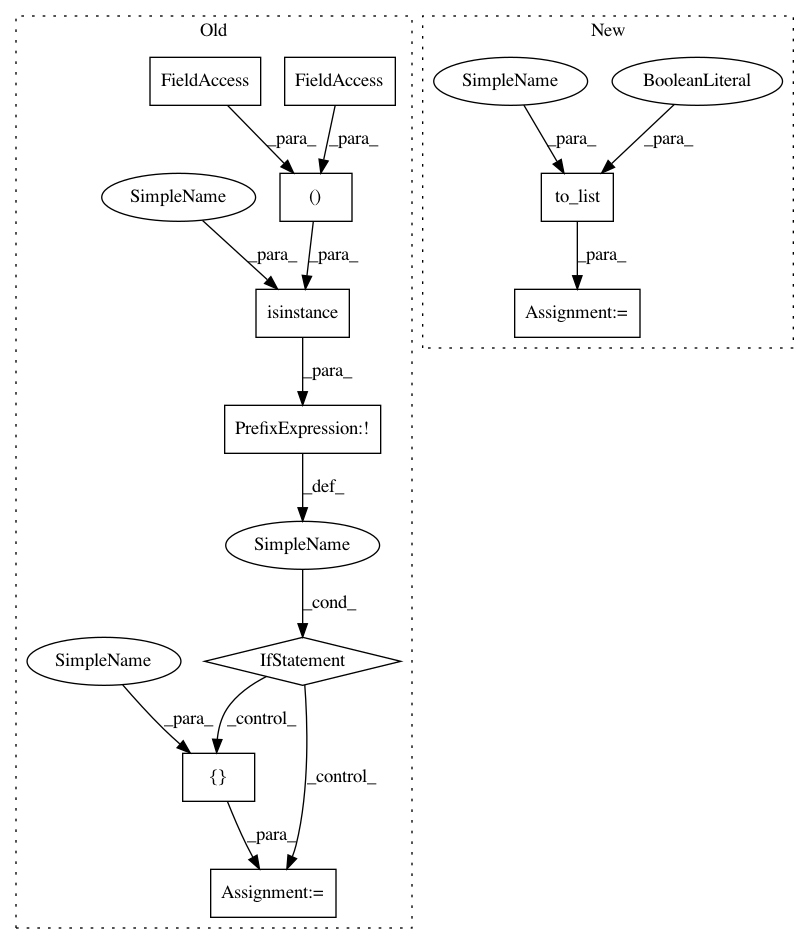 Old
New
FieldAccess
FieldAccess
SimpleName
BooleanLiteral
_para_
_para_
_para_
_para_
SimpleName
()
to_list
_para_
_para_
_para_
isinstance
Assignment:=
_para_
PrefixExpression:!
_def_
SimpleName
_cond_
SimpleName
IfStatement
_para_
_control_
{}
_control_
_para_
Assignment:=